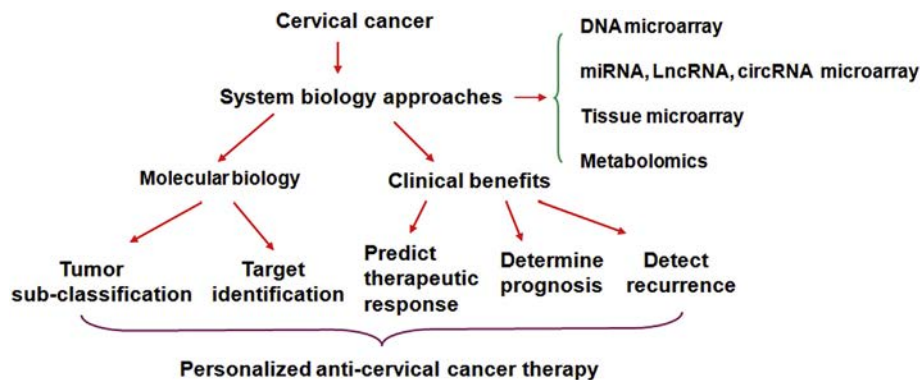 Cervical cancer
System biology approaches
DNA microarray
miRNA, LncRNA, circRNA microarray
Tissue microarray
Metabolomics
Molecular biology
Clinical benefits
Tumor
sub-classification
Target
identification
Predict
therapeutic
response
Determine
prognosis
Detect
recurrence
Personalized anti-cervical cancer therapy